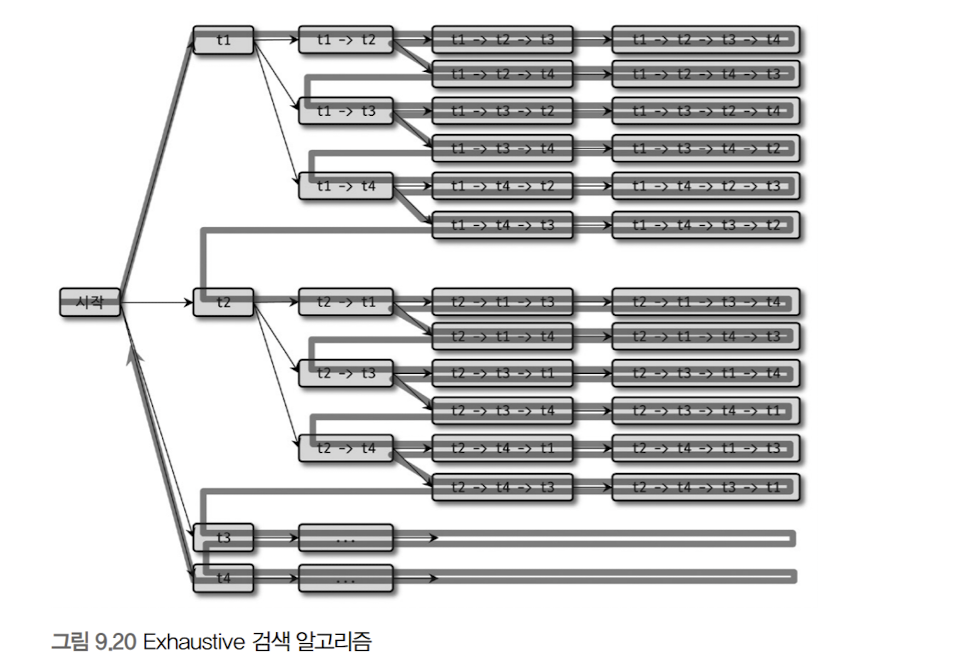 t1
t1 -> t2
t1 -> t2 -> t3
t1 -> t2 -> t3 -> t4
t1 -> t2 -> t4
t1 -> t2 -> t4 -> t3
t1 -> t3
t1 -> t3 -> t2
t1 -> t3 -> t2 -> t4
t1 -> t3 -> t4
t1 -> t3 -> t4 -> t2
t1 -> t4
t1 -> t4 -> t2
t1 -> t4 -> t2 -> t3
t1 -> t4 -> t3
t1 -> t4 -> t3 -> t2
시작
t2
t2 -> t1
t2 -> t1 -> t3
t2 -> t1 -> t3 -> t4
t2 -> t1 -> t4
t2 -> t1 -> t4 -> t3
t2 -> t3
t2 -> t3 -> t1
t2 -> t3 -> t1 -> t4
t2 -> t3 -> t4
t2 -> t3 -> t4 -> t1
t2 -> t4
t2 -> t4 -> t1
t2 -> t4 -> t1 -> t3
t2 -> t4 -> t3
t2 -> t4 -> t3 -> t1
t3
...
t4
...
그림 9.20 Exhaustive 검색 알고리즘